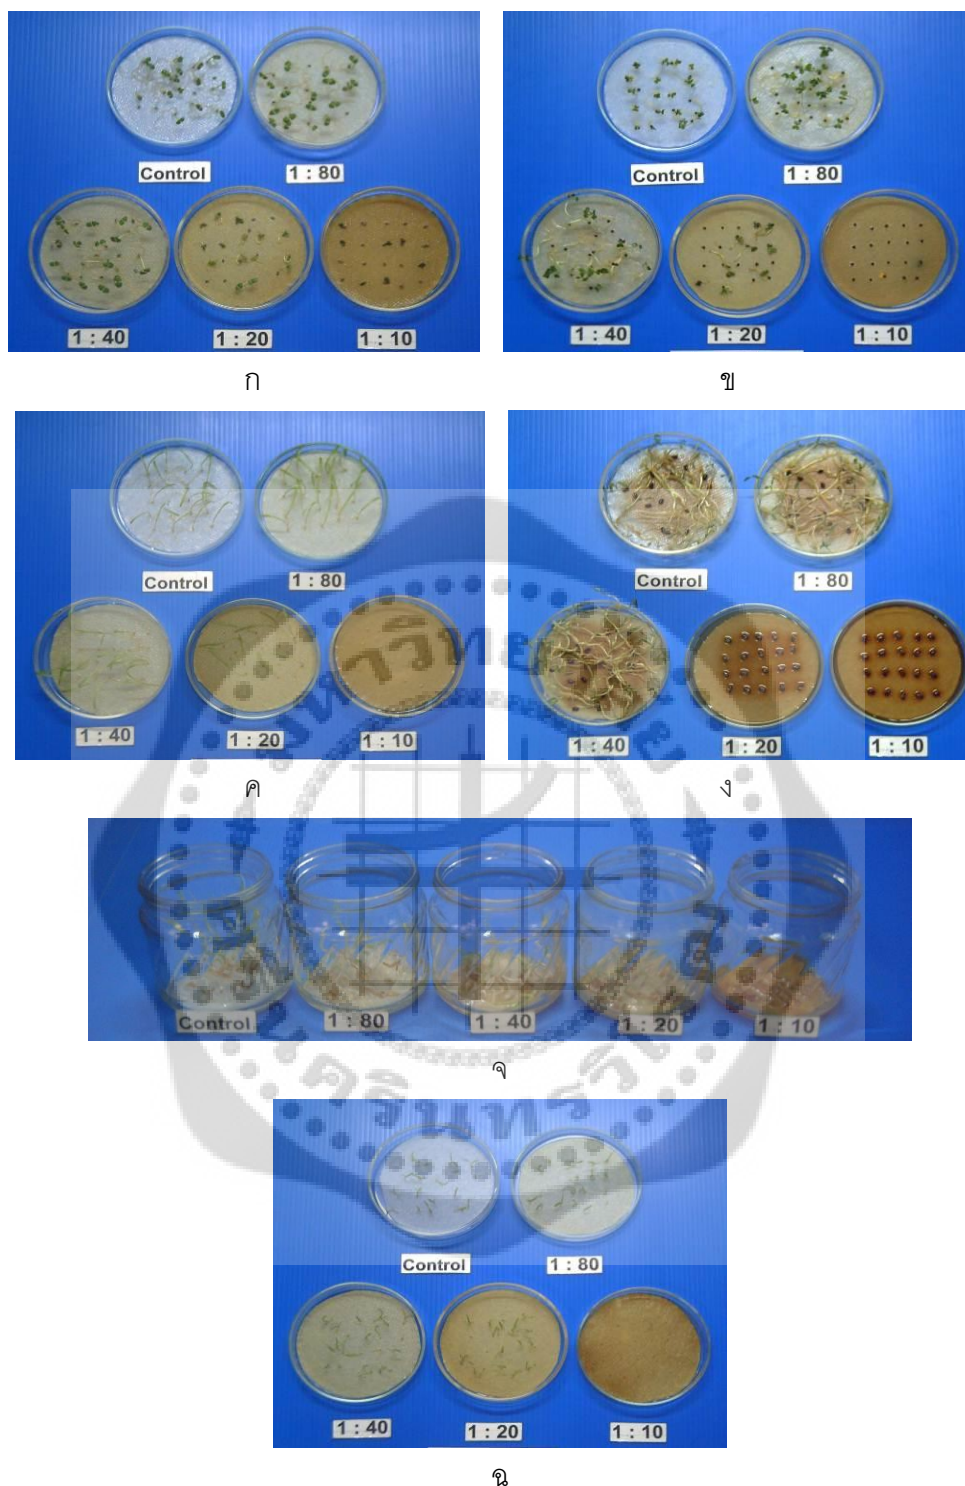 Control 1 : 80
1 : 40 1 : 20 1 : 10
ก
Control 1 : 80
1 : 40 1 : 20 1 : 10
ข
Control 1 : 80
1 : 40 1 : 20 1 : 10
ค
Control 1 : 80
1 : 40 1 : 20 1 : 10
ง
Control 1 : 80 1 : 40 1 : 20 1 : 10
จ
Control 1 : 80
1 : 40 1 : 20 1 : 10
ฉ